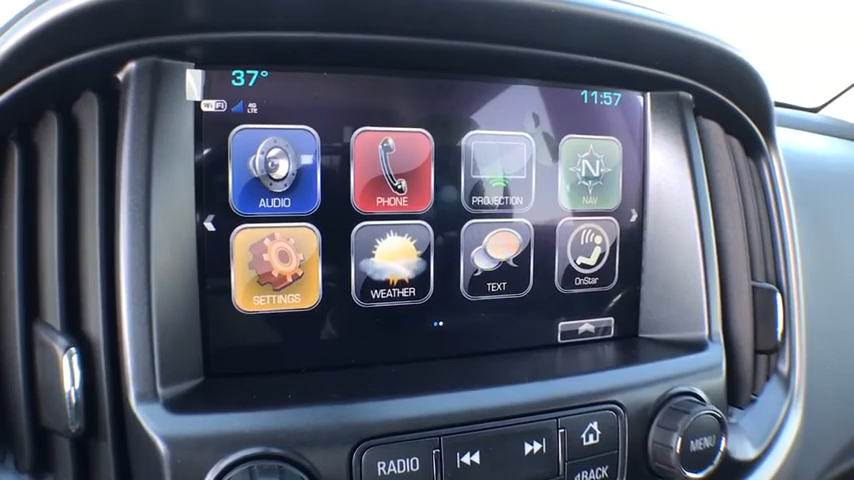 37°
11:57
WiFi 4G LTE
AUDIO PHONE PROJECTION N NAV
SETTINGS WEATHER TEXT OnStar
RADIO BACK MENU